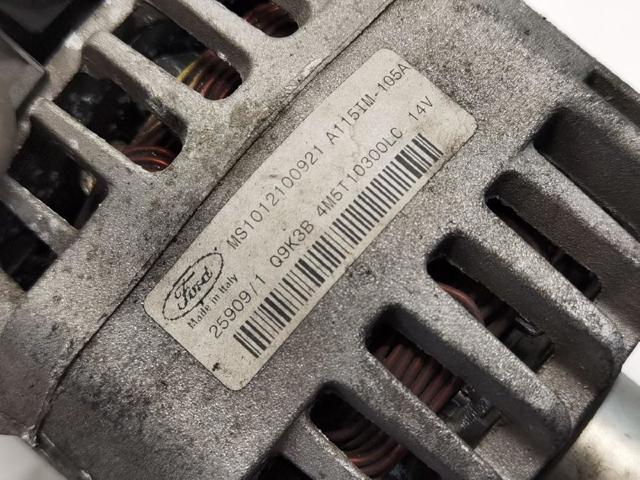 MS1012100921 A115IM-105A
Ford
Made in Italy
25909/1 09K3B 4M5T10300LC 14V